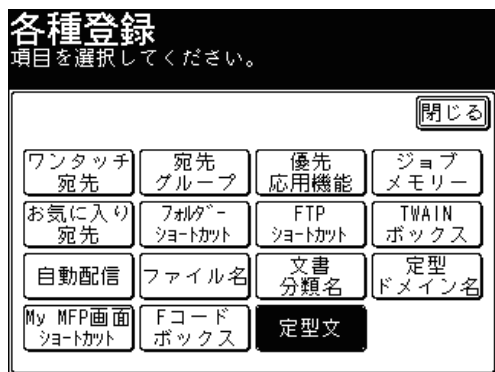 各種登録
項目を選択してください。
閉じる
ワンタッチ
宛先
宛先
グループ
優先
応用機能
ジョブ
メモリー
お気に入り
宛先
ﾌｫﾙﾀﾞｰ
ｼｮｰﾄｶｯﾄ
FTP
ｼｮｰﾄｶｯﾄ
TWAIN
ボックス
自動配信
ファイル名
文書
分類名
定型
ドメイン名
My MFP画面
ｼｮｰﾄｶｯﾄ
Fコード
ボックス
定型文